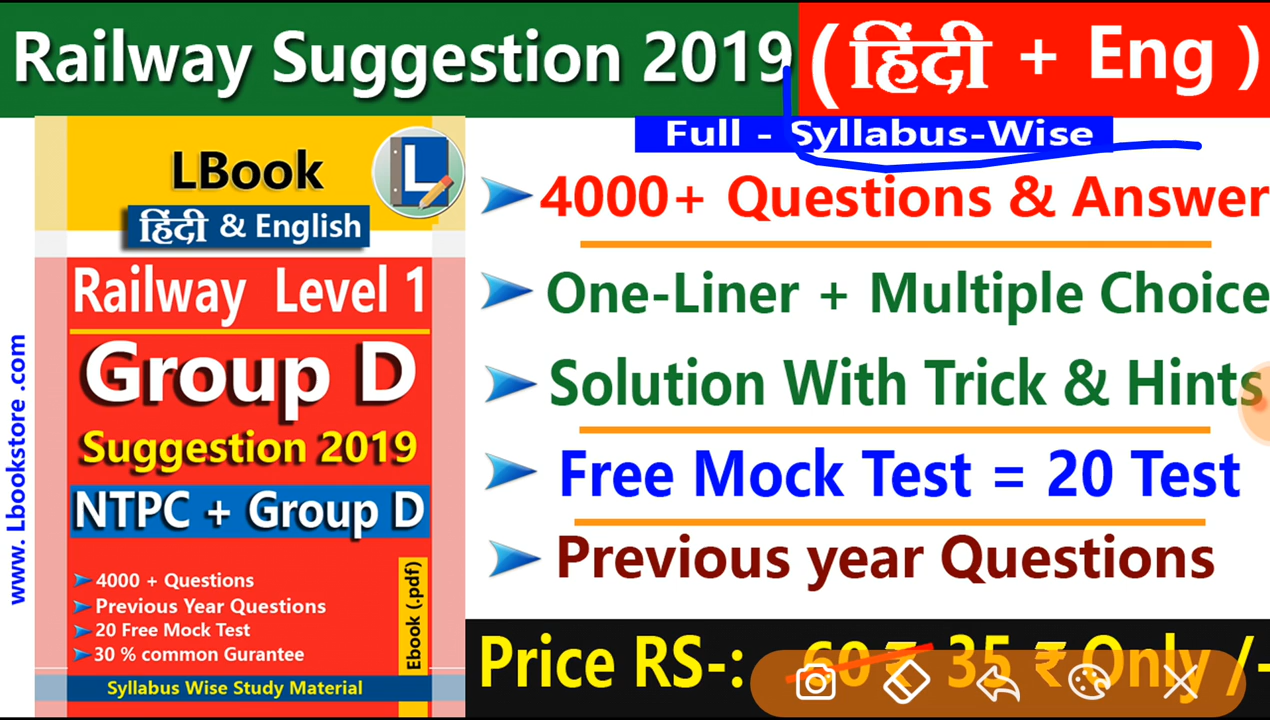 Railway Suggestion 2019 ( हिंदी + Eng )
Full - Syllabus-Wise
LBook
L
हिंदी & English
Railway Level 1
Group D
Suggestion 2019
NTPC + Group D
4000 + Questions
Previous Year Questions
20 Free Mock Test
30 % common Gurantee
Ebook (.pdf)
Syllabus Wise Study Material
www. Lbookstore .com
4000+ Questions & Answer
One-Liner + Multiple Choice
Solution With Trick & Hints
Free Mock Test = 20 Test
Previous year Questions
Price RS-: 60 ₹ 35 ₹ Only /-